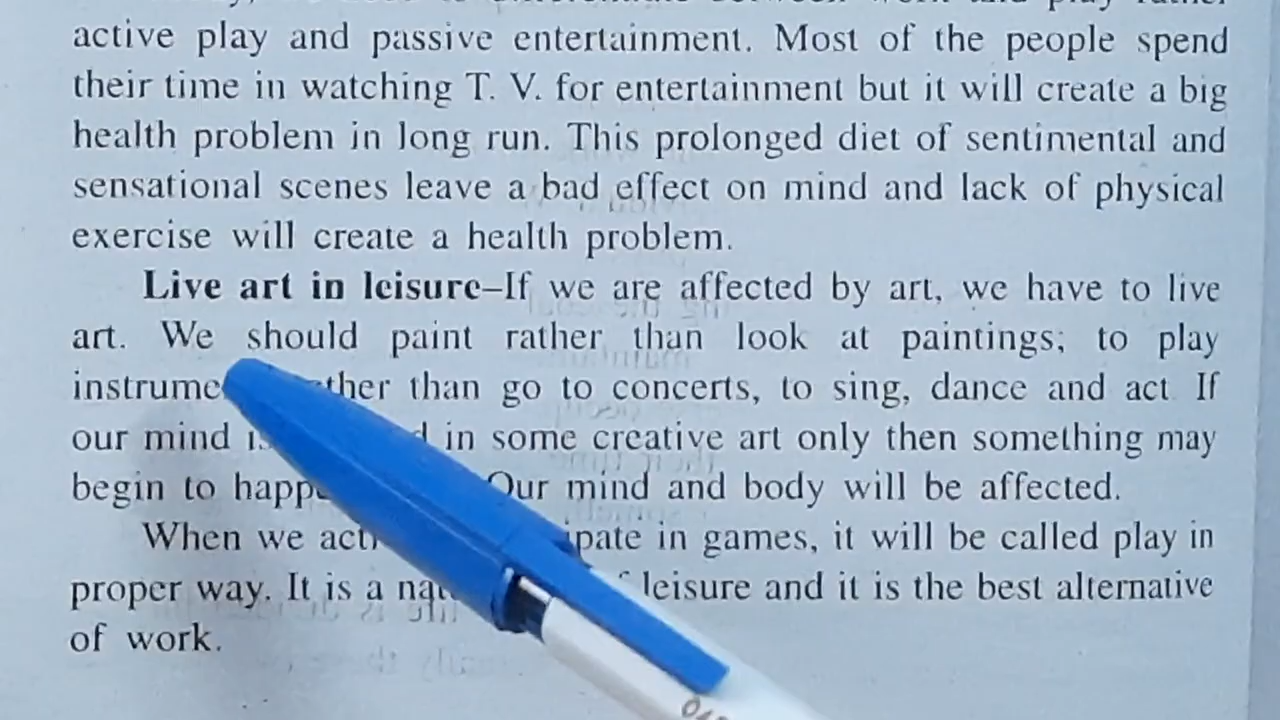 active play and passive entertainment. Most of the people spend
their time in watching T. V. for entertainment but it will create a big
health problem in long run. This prolonged diet of sentimental and
sensational scenes leave a bad effect on mind and lack of physical
exercise will create a health problem.
Live art in leisure–If we are affected by art, we have to live
art. We should paint rather than look at paintings; to play
than go to concerts, to sing, dance and act If
our mind in some creative art only then something may
begin to Our mind and body will be affected.
When we in games, it will be called play in
proper way. It is a leisure and it is the best alternative
of work.